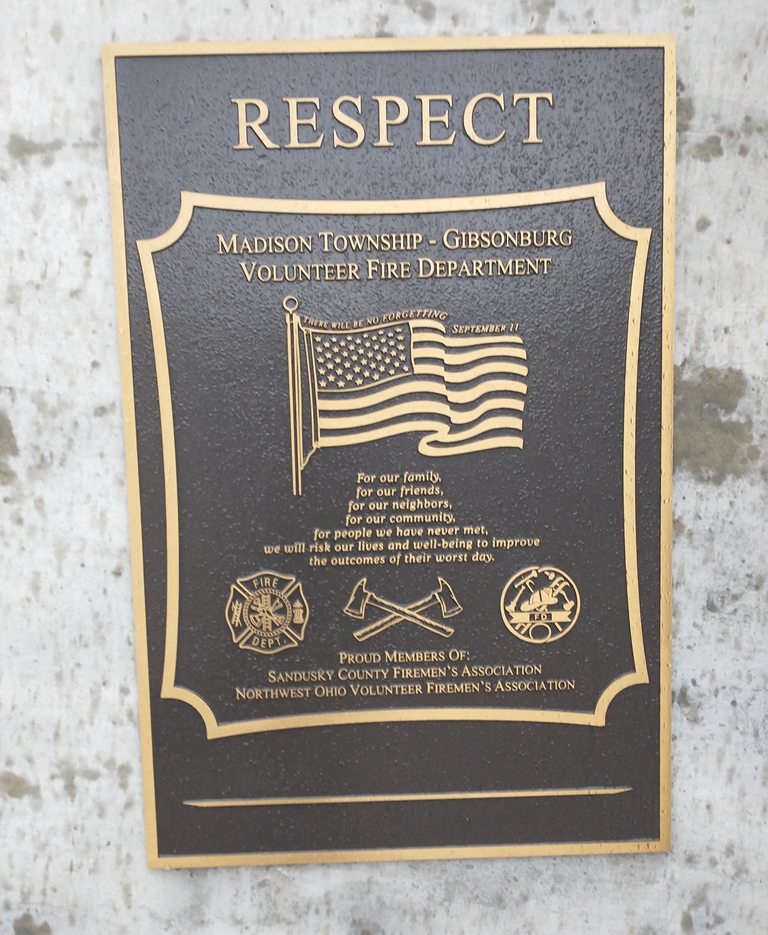 RESPECT
MADISON TOWNSHIP - GIBSONBURG
VOLUNTEER FIRE DEPARTMENT
THERE WILL BE NO FORGETTING
SEPTEMBER 11
For our family,
for our friends,
for our neighbors,
for our community,
for people we have never met,
we will risk our lives and well-being to improve
the outcomes of their worst day.
FIRE
DEPT
F.D.
PROUD MEMBERS OF:
SANDUSKY COUNTY FIREMEN'S ASSOCIATION
NORTHWEST OHIO VOLUNTEER FIREMEN'S ASSOCIATION